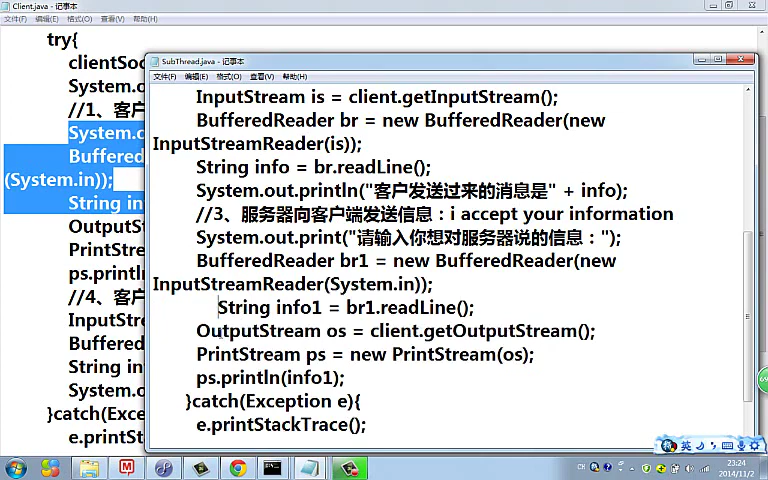 Client.java - 记事本
文件(F) 编辑(E) 格式(O) 查看(V) 帮助(H)
try{
System.o
//1、客户
System.o
Buffered
(System.in));
String in
PrintStre
ps.println
//4、客户
InputStre
Buffered
String in
System.o
}catch(Exce
e.printSt
SubThread.java - 记事本
文件(F) 编辑(E) 格式(O) 查看(V) 帮助(H)
InputStream is = client.getInputStream();
BufferedReader br = new BufferedReader(new
InputStreamReader(is));
String info = br.readLine();
System.out.println("客户发送过来的消息是" + info);
//3、服务器向客户端发送信息：i accept your information
System.out.print("请输入你想对服务器说的信息：");
BufferedReader br1 = new BufferedReader(new
InputStreamReader(System.in));
String info1 = br1.readLine();
OutputStream os = client.getOutputStream();
PrintStream ps = new PrintStream(os);
ps.println(info1);
}catch(Exception e){
e.printStackTrace();
英
CH
23:24
2014/11/2